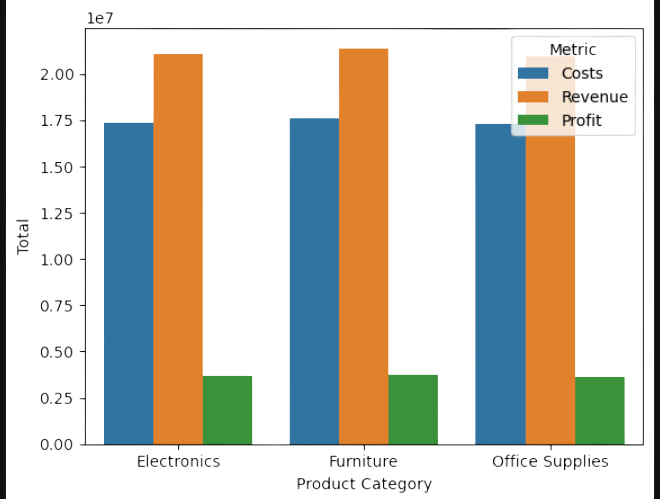 1e7
Metric
Costs
Revenue
Profit
2.00
1.75
1.50
1.25
1.00
0.75
0.50
0.25
0.00
Total
Electronics Furniture Office Supplies
Product Category